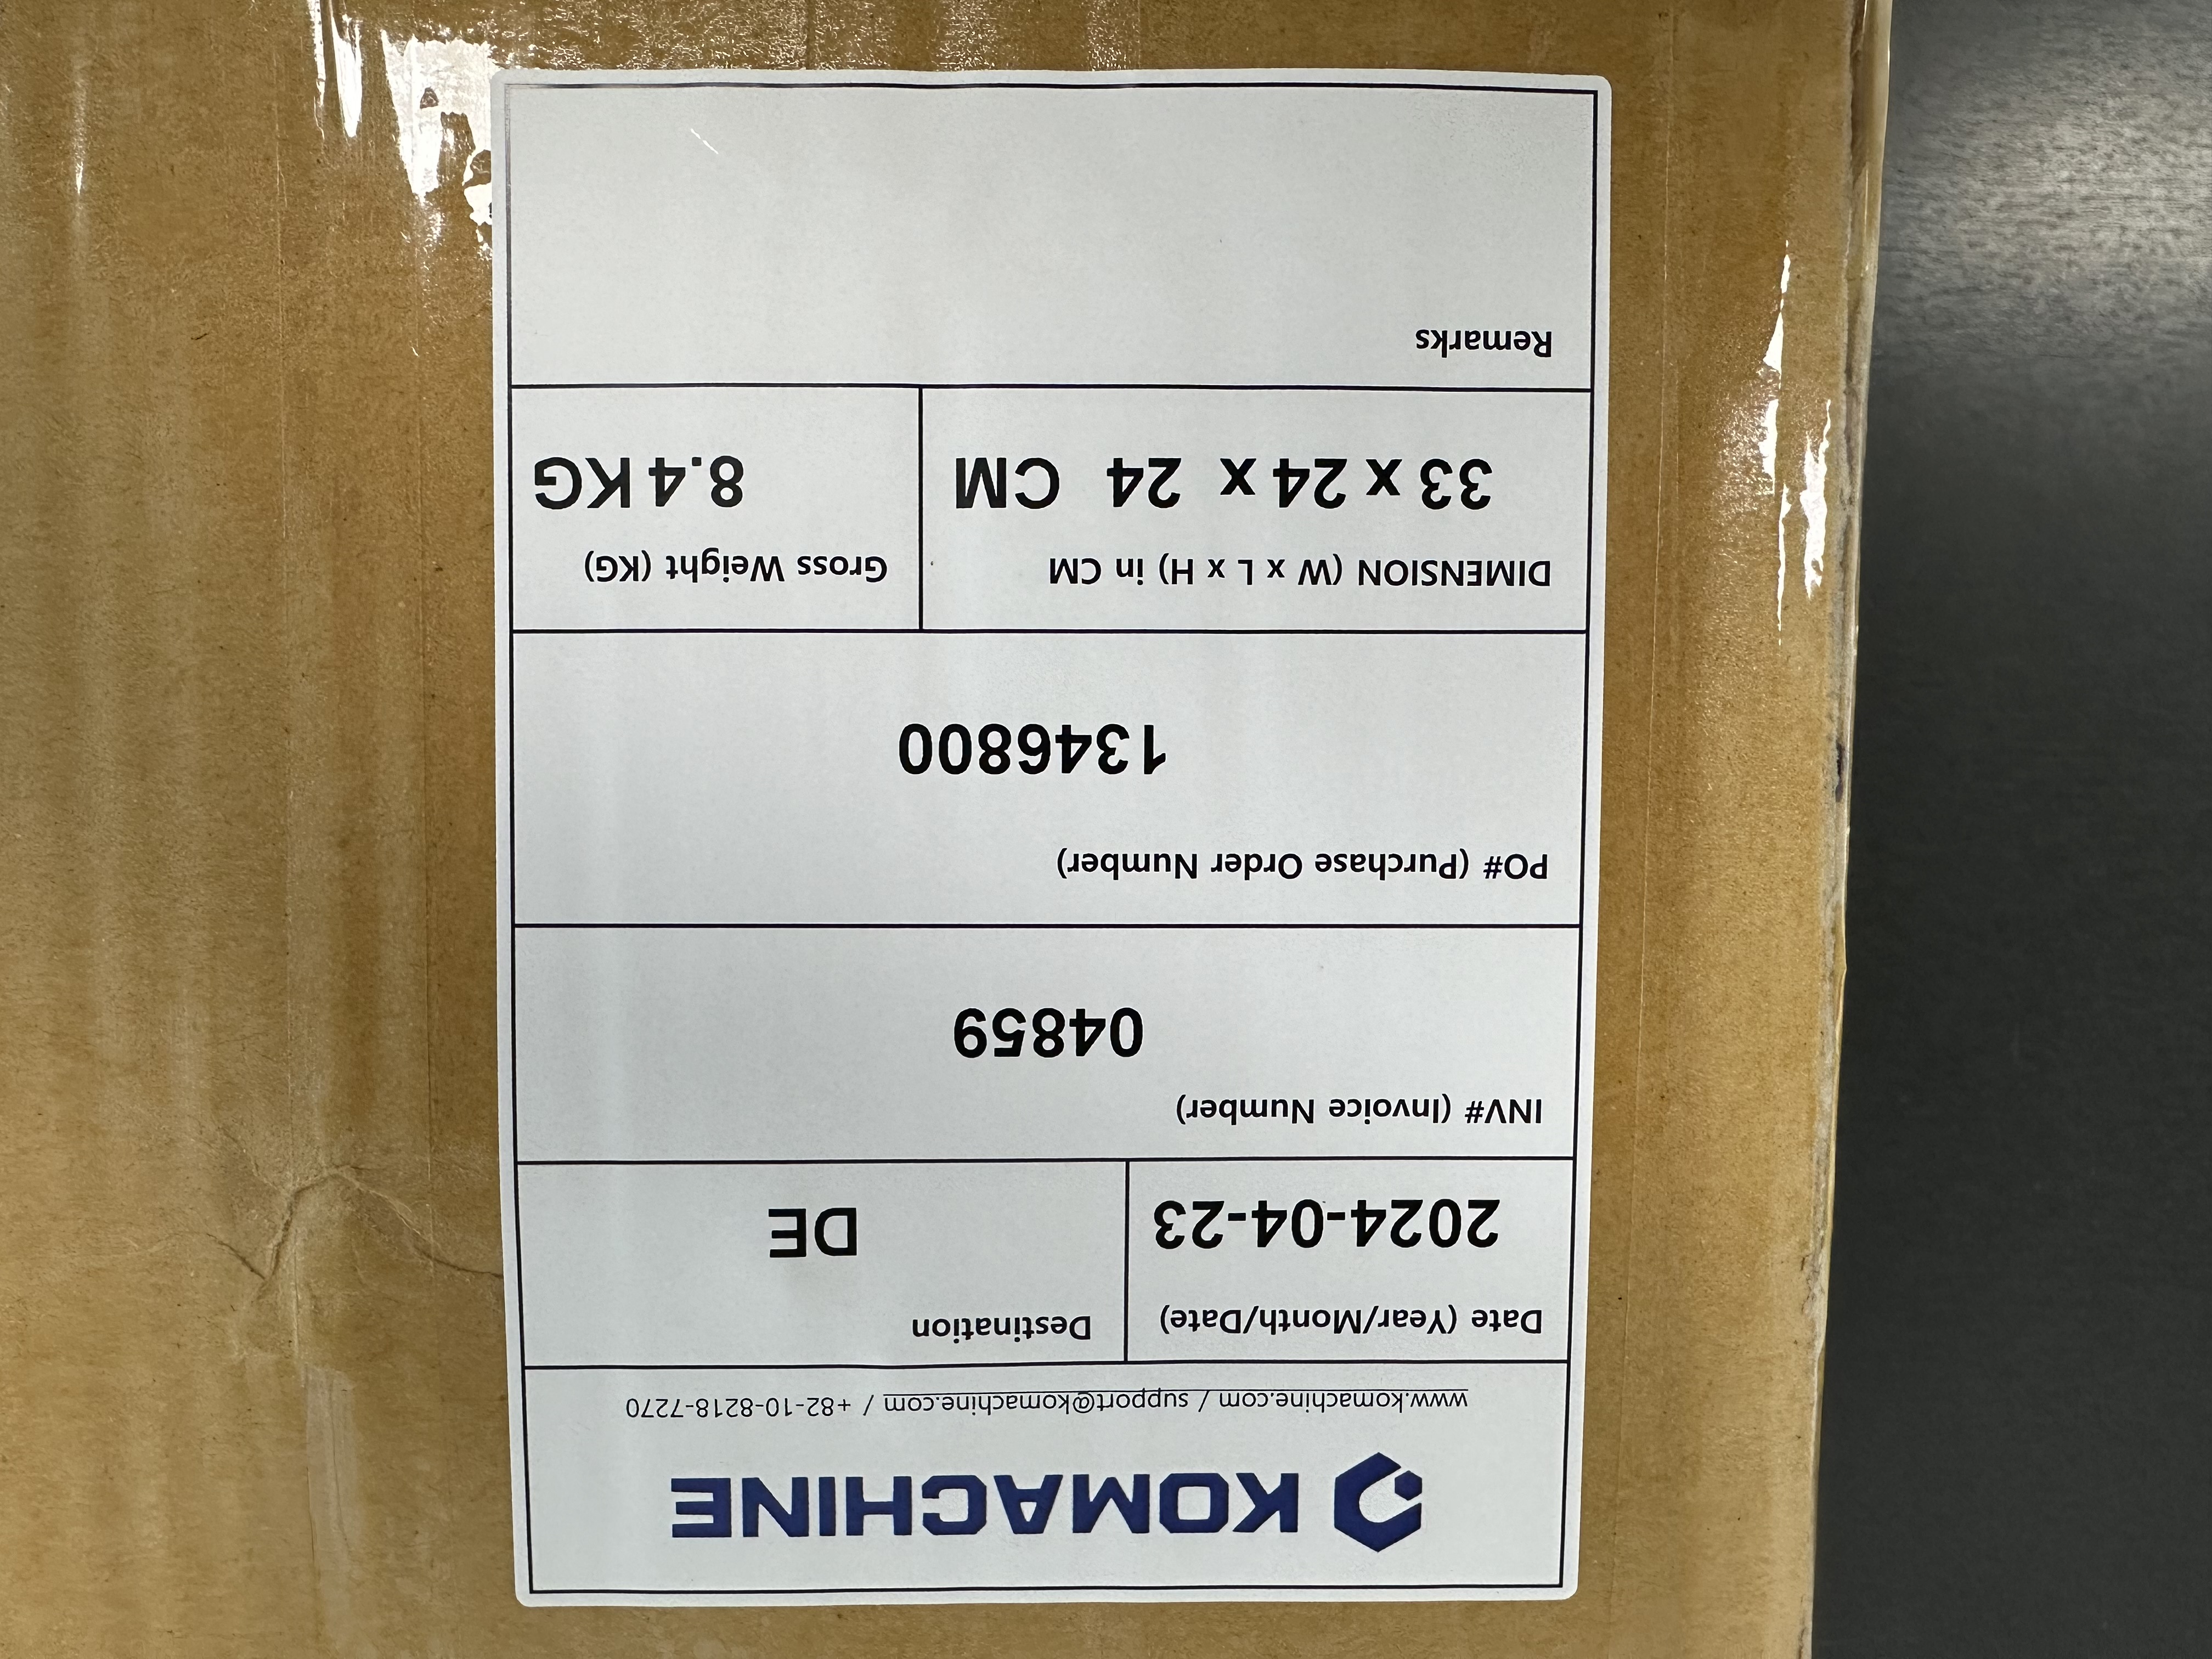 KOMACHINE
www.komachine.com / support@komachine.com / +82-10-8218-7270
Date (Year/Month/Date)
2024-04-23
Destination
DE
INV# (Invoice Number)
04859
PO# (Purchase Order Number)
1346800
DIMENSION (W x L x H) in CM
33 x 24 x 24 CM
Gross Weight (KG)
8.4 KG
Remarks